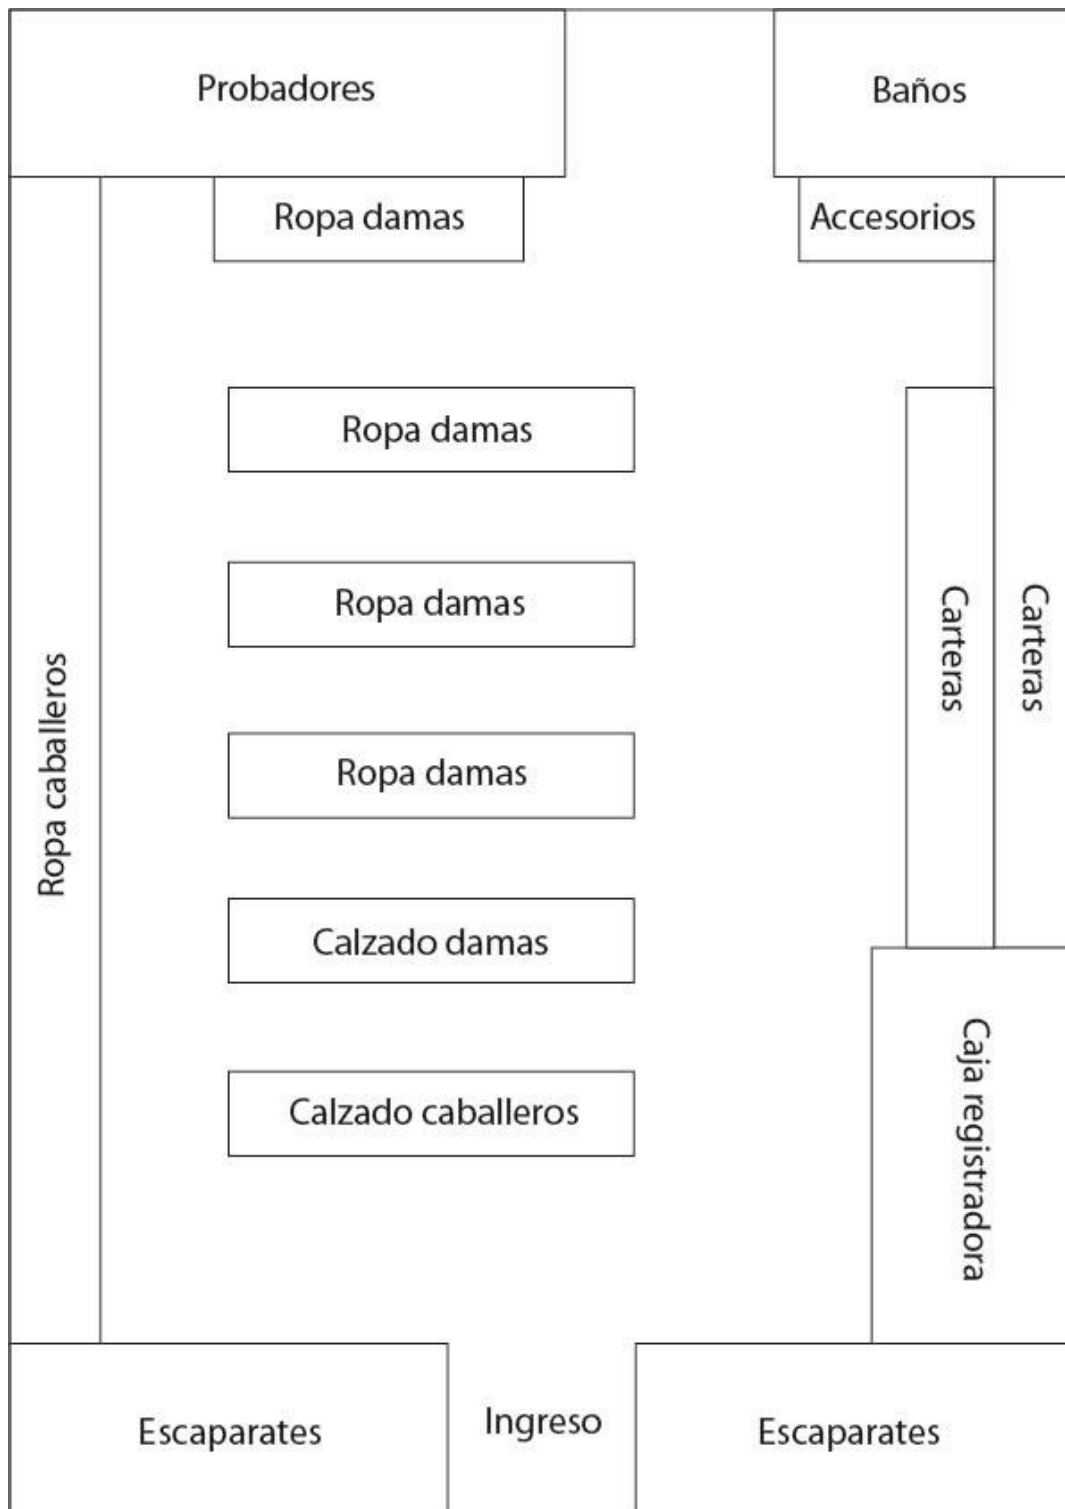 Probadores
Baños
Ropa damas
Accesorios
Ropa damas
Ropa damas
Ropa damas
Calzado damas
Calzado caballeros
Ropa caballeros
Carteras
Carteras
Caja registradora
Escaparates
Ingreso
Escaparates